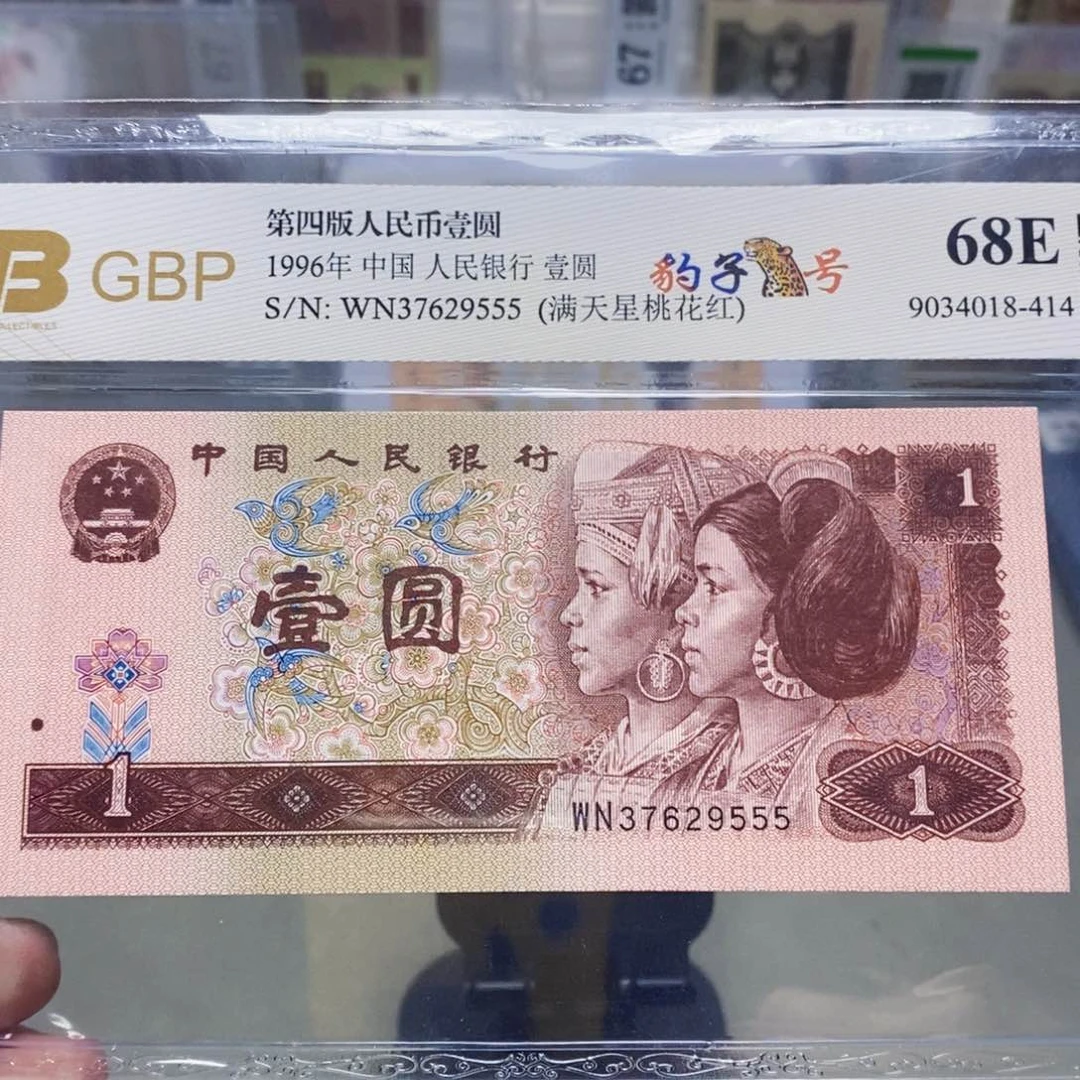 67
67
第四版人民币壹圆
GBP
1996年 中国 人民银行 壹圆
豹子号
S/N: WN37629555 (满天星桃花红)
68E
9034018-414
中国人民银行
1
壹圆
1
WN37629555
1